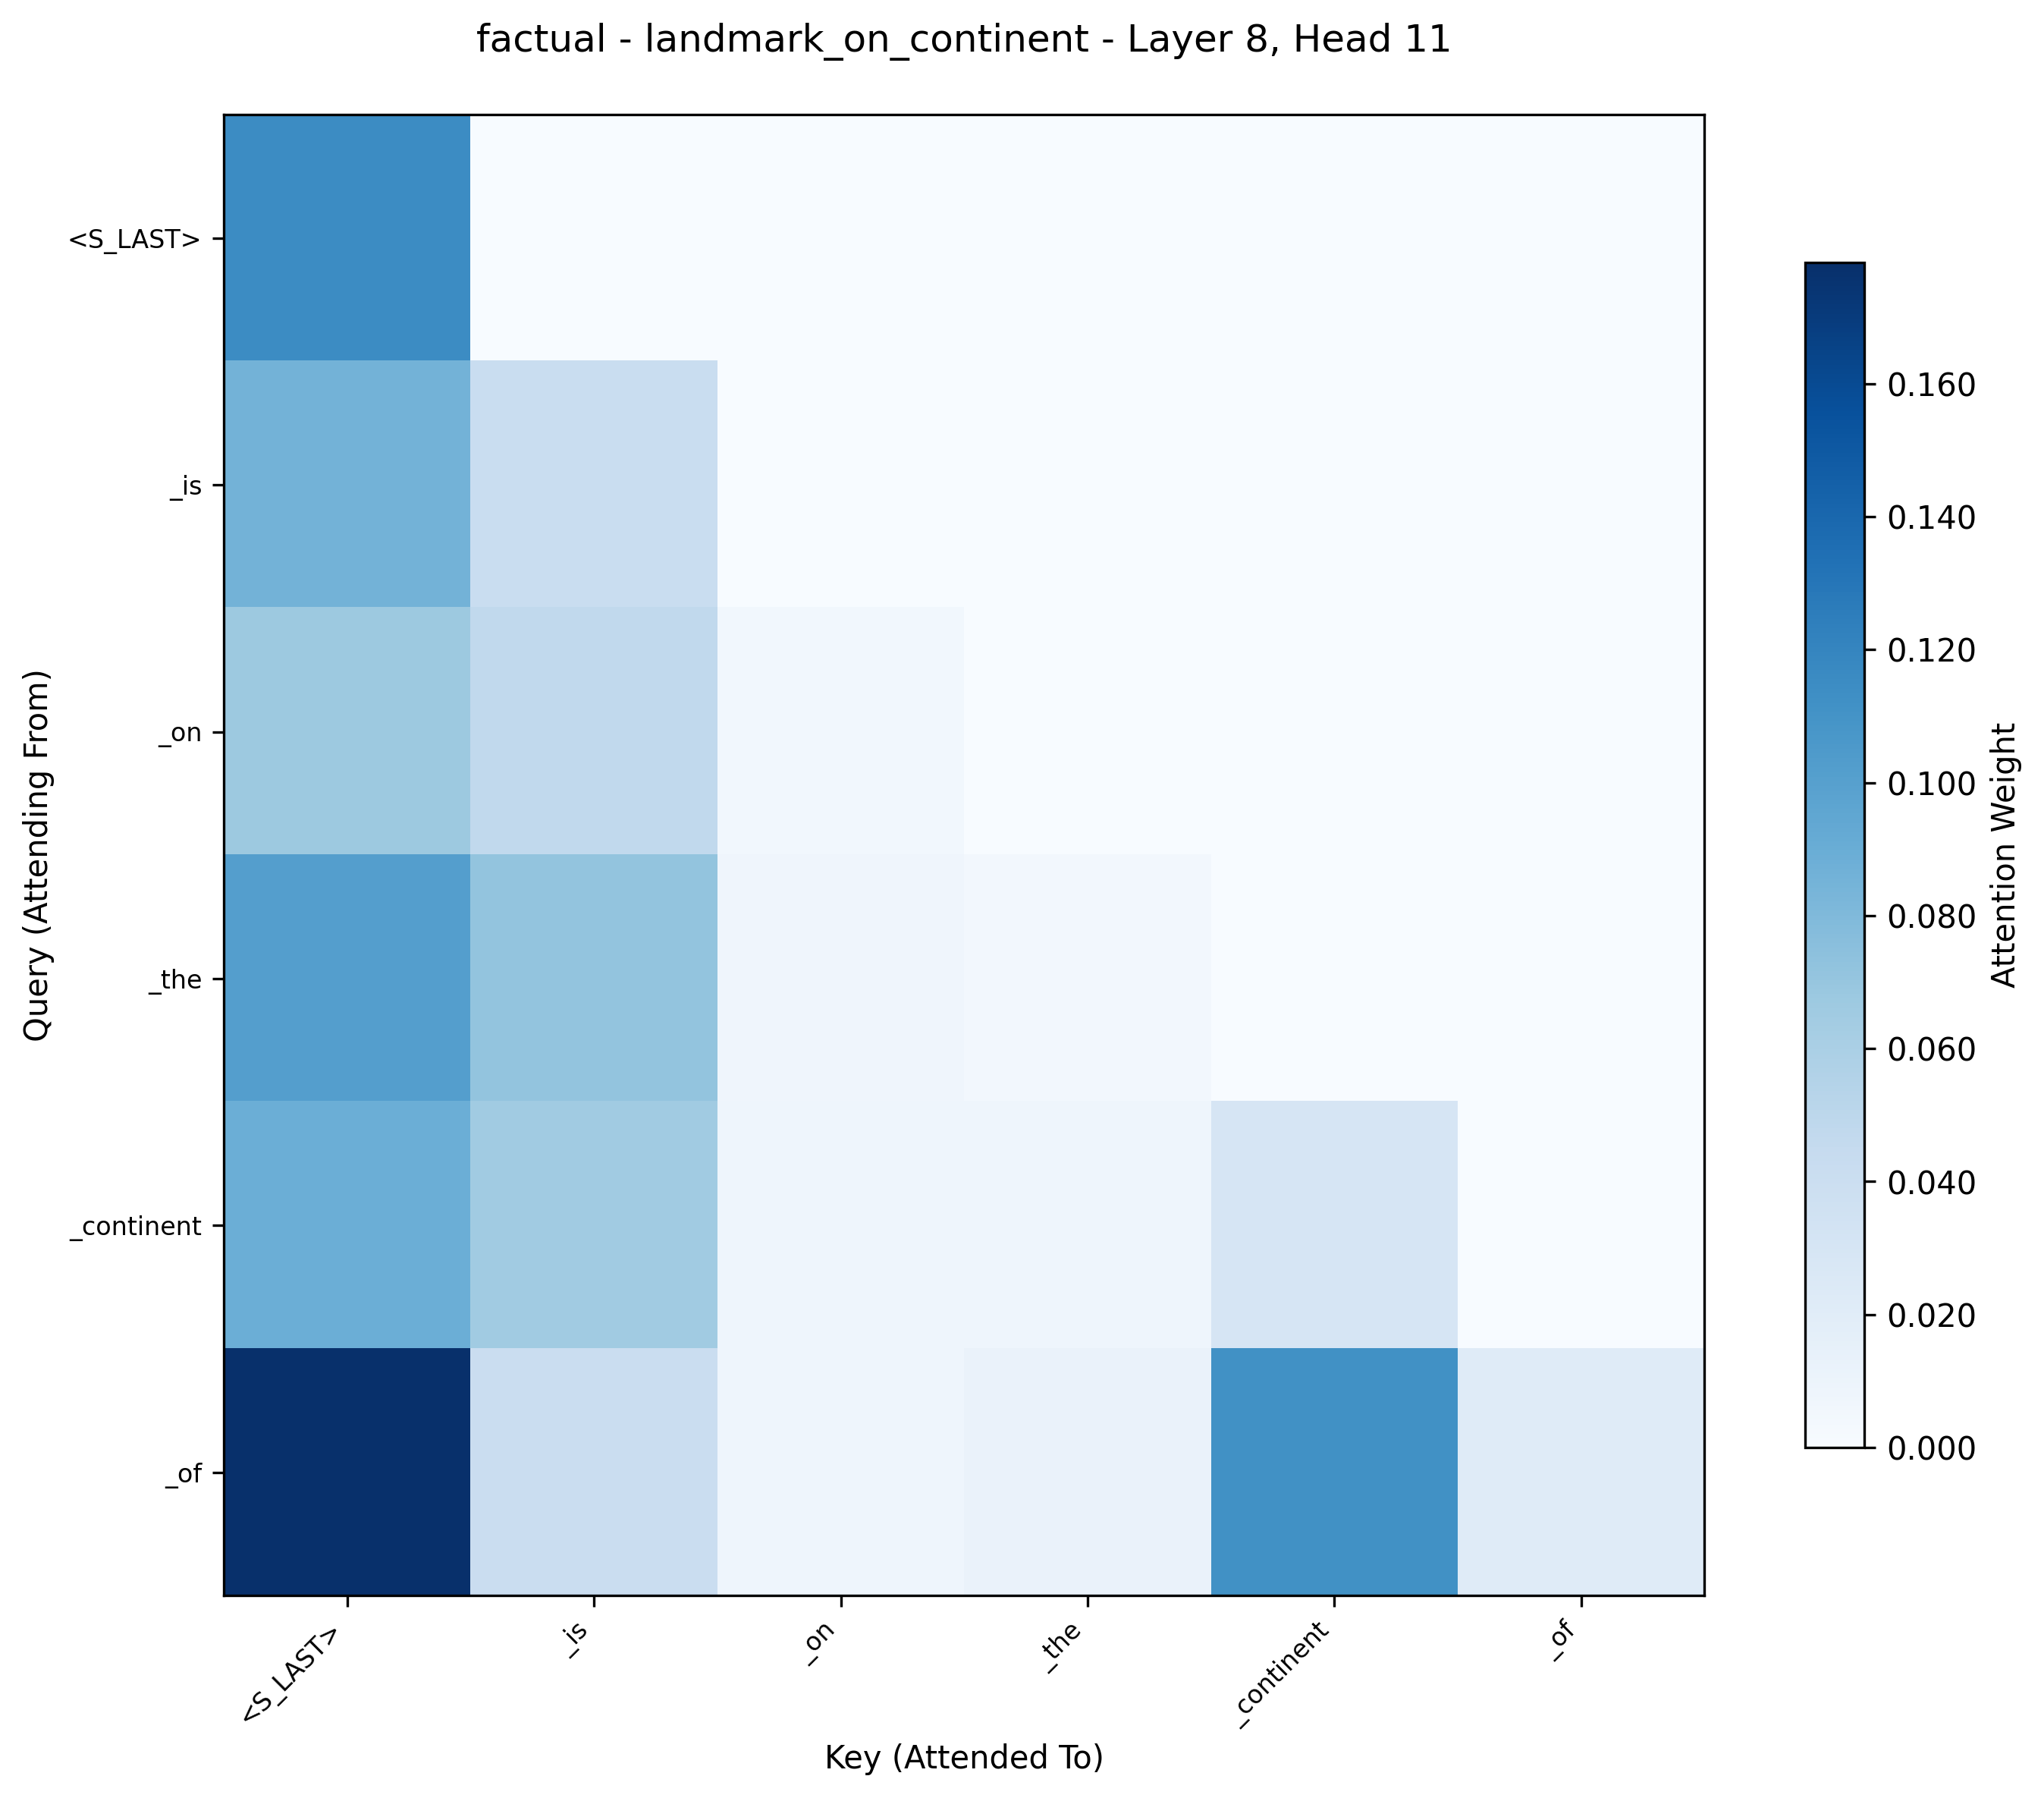 factual - landmark_on_continent - Layer 8, Head 11
Query (Attending From)
<S_LAST>
_is
_on
_the
_continent
_of
<S_LAST>
_is
_on
_the
_continent
_of
Key (Attended To)
0.160
0.140
0.120
0.100
0.080
0.060
0.040
0.020
0.000
Attention Weight